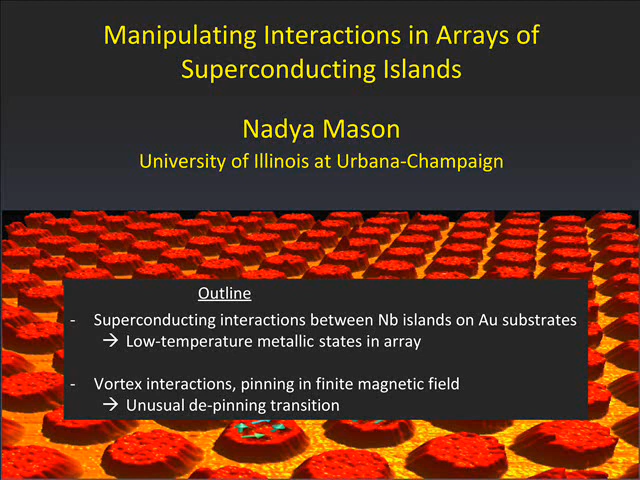 Manipulating Interactions in Arrays of
Superconducting Islands
Nadya Mason
University of Illinois at Urbana-Champaign
Outline
- Superconducting interactions between Nb islands on Au substrates
→ Low-temperature metallic states in array
- Vortex interactions, pinning in finite magnetic field
→ Unusual de-pinning transition